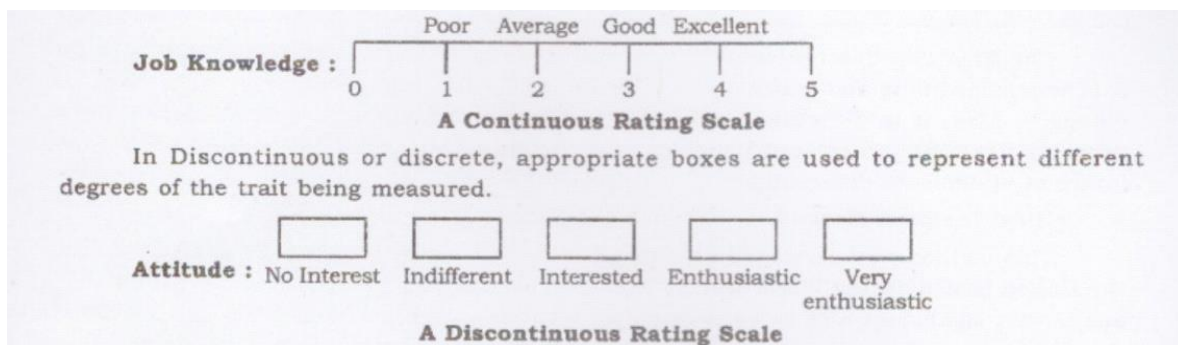 Poor Average Good Excellent
Job Knowledge :
0 1 2 3 4 5
A Continuous Rating Scale
In Discontinuous or discrete, appropriate boxes are used to represent different
degrees of the trait being measured.
Attitude : No Interest Indifferent Interested Enthusiastic Very
enthusiastic
A Discontinuous Rating Scale